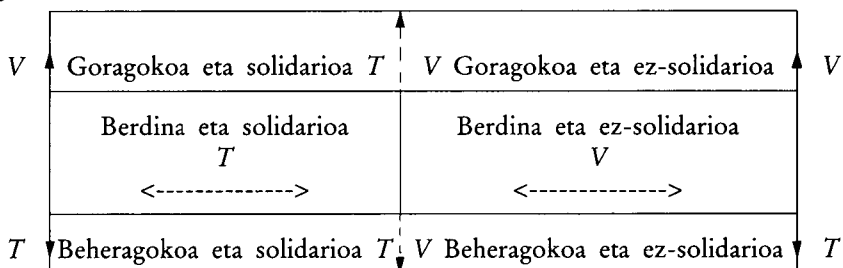 V Goragokoa eta solidarioa T V Goragokoa eta ez-solidarioa V
Berdina eta solidarioa Berdina eta ez-solidarioa
T V
<------------> <------------>
T Beheragokoa eta solidarioa T V Beheragokoa eta ez-solidarioa T